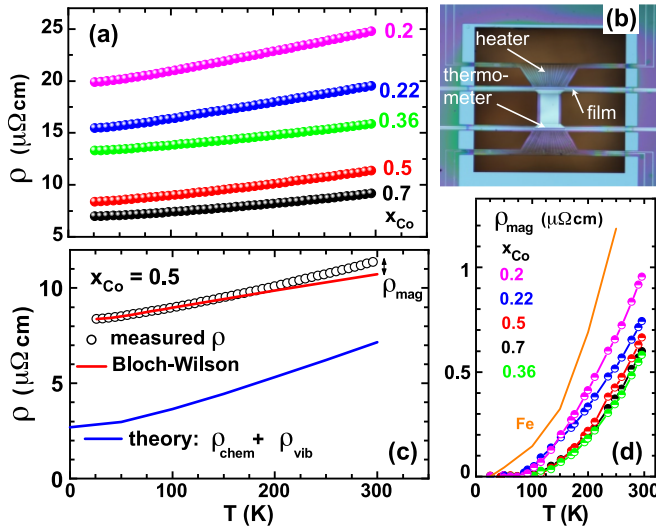 (a)
25
20
15
10
5
ρ (μΩcm)
0.2
0.22
0.36
0.5
0.7
x_Co
(b)
heater
thermo-
meter
film
x_Co = 0.5
ρ_mag
measured ρ
Bloch-Wilson
theory: ρ_chem + ρ_vib
(c)
10
5
0
ρ (μΩcm)
0 100 200 300
T (K)
ρ_mag (μΩcm)
x_Co
0.2
0.22
0.5
0.7
0.36
Fe
(d)
1
0.5
0
0 100 200 300
T (K)